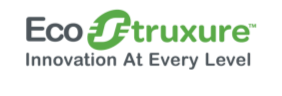 EcoStruxure™
Innovation At Every Level